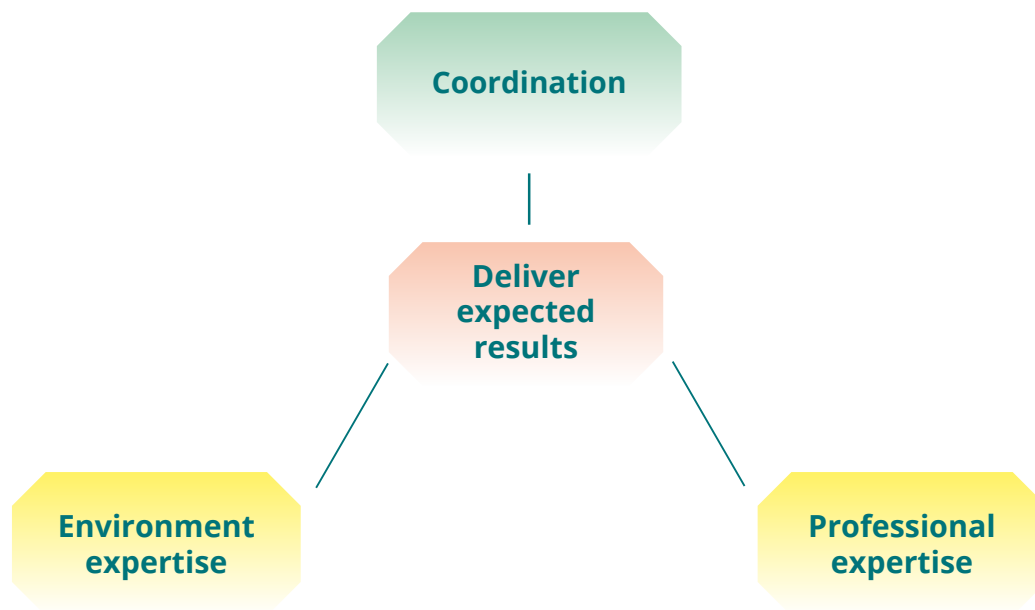 Coordination
Deliver
expected
results
Environment
expertise
Professional
expertise